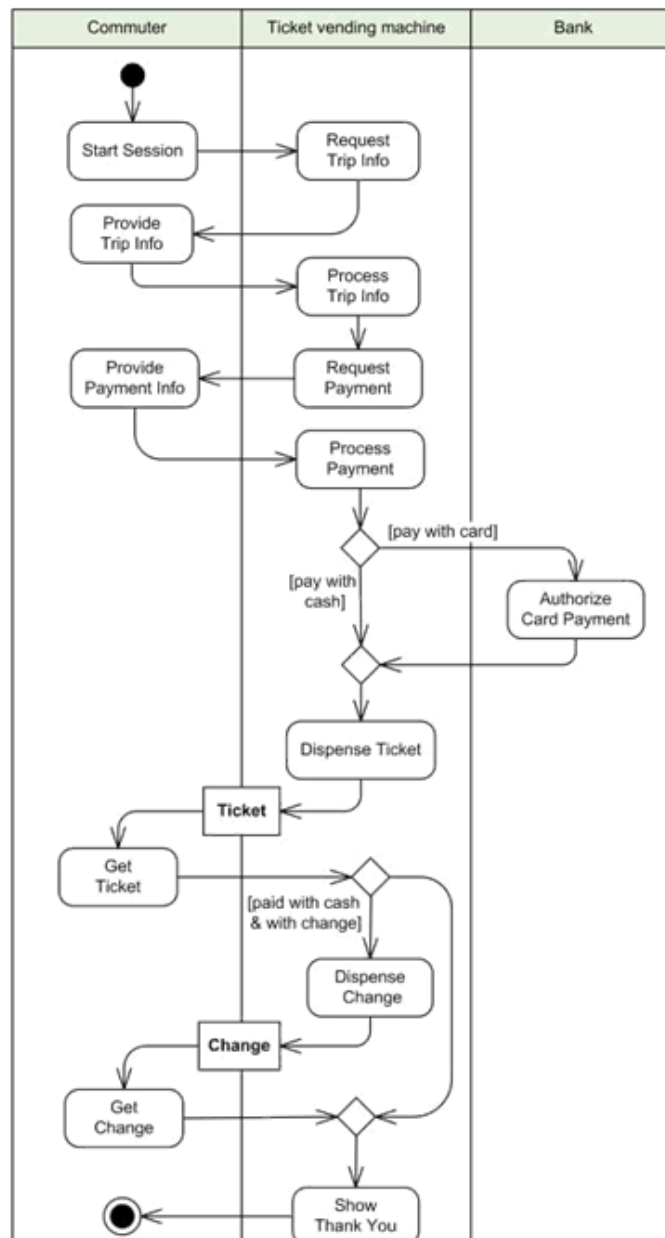 Commuter
Ticket vending machine
Bank
Start Session
Request
Trip Info
Provide
Trip Info
Process
Trip Info
Provide
Payment Info
Request
Payment
Process
Payment
[pay with card]
[pay with
cash]
Authorize
Card Payment
Dispense Ticket
Ticket
Get
Ticket
[paid with cash
& with change]
Dispense
Change
Change
Get
Change
Show
Thank You